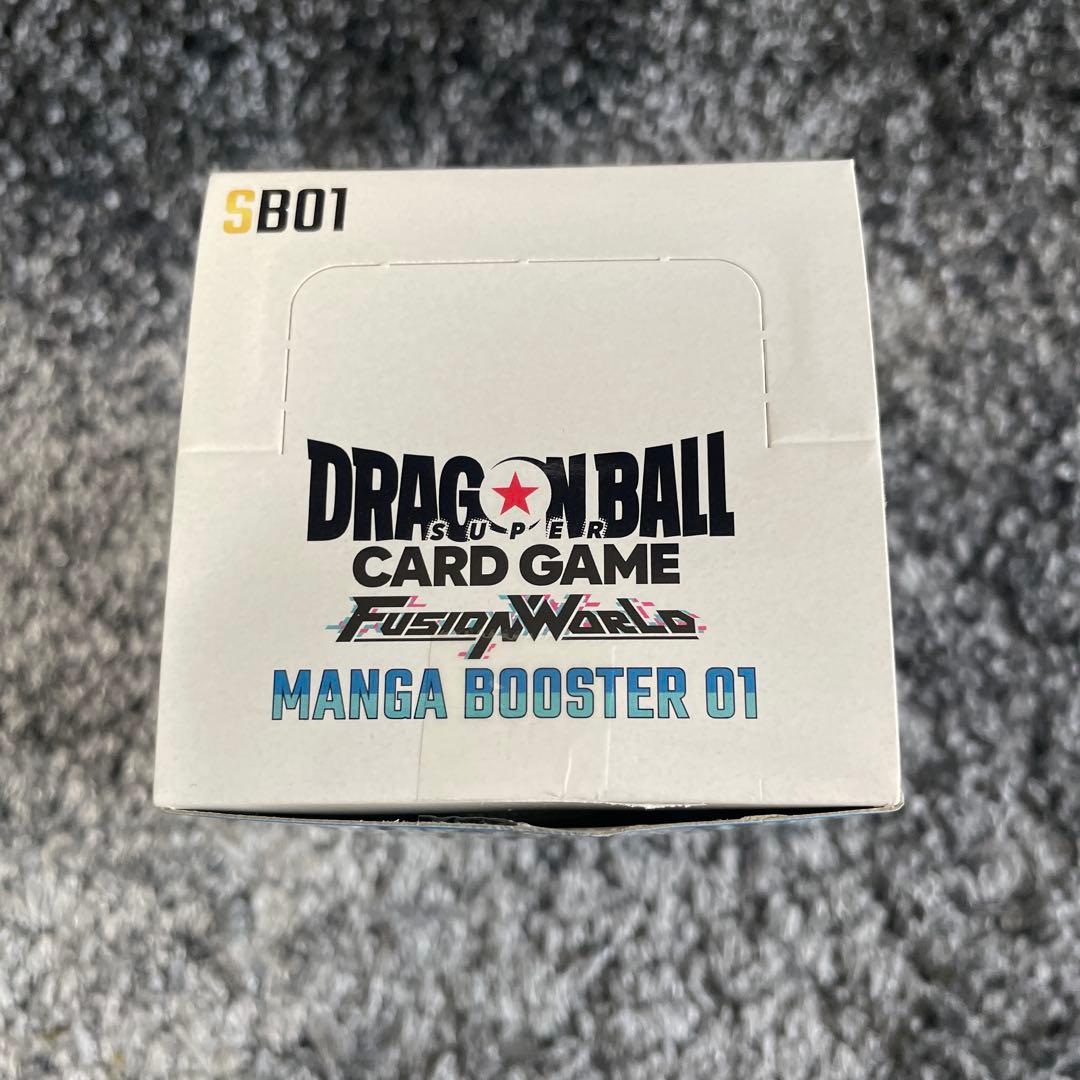 SB01
DRAGON BALL
SUPER
CARD GAME
FUSION WORLD
MANGA BOOSTER 01